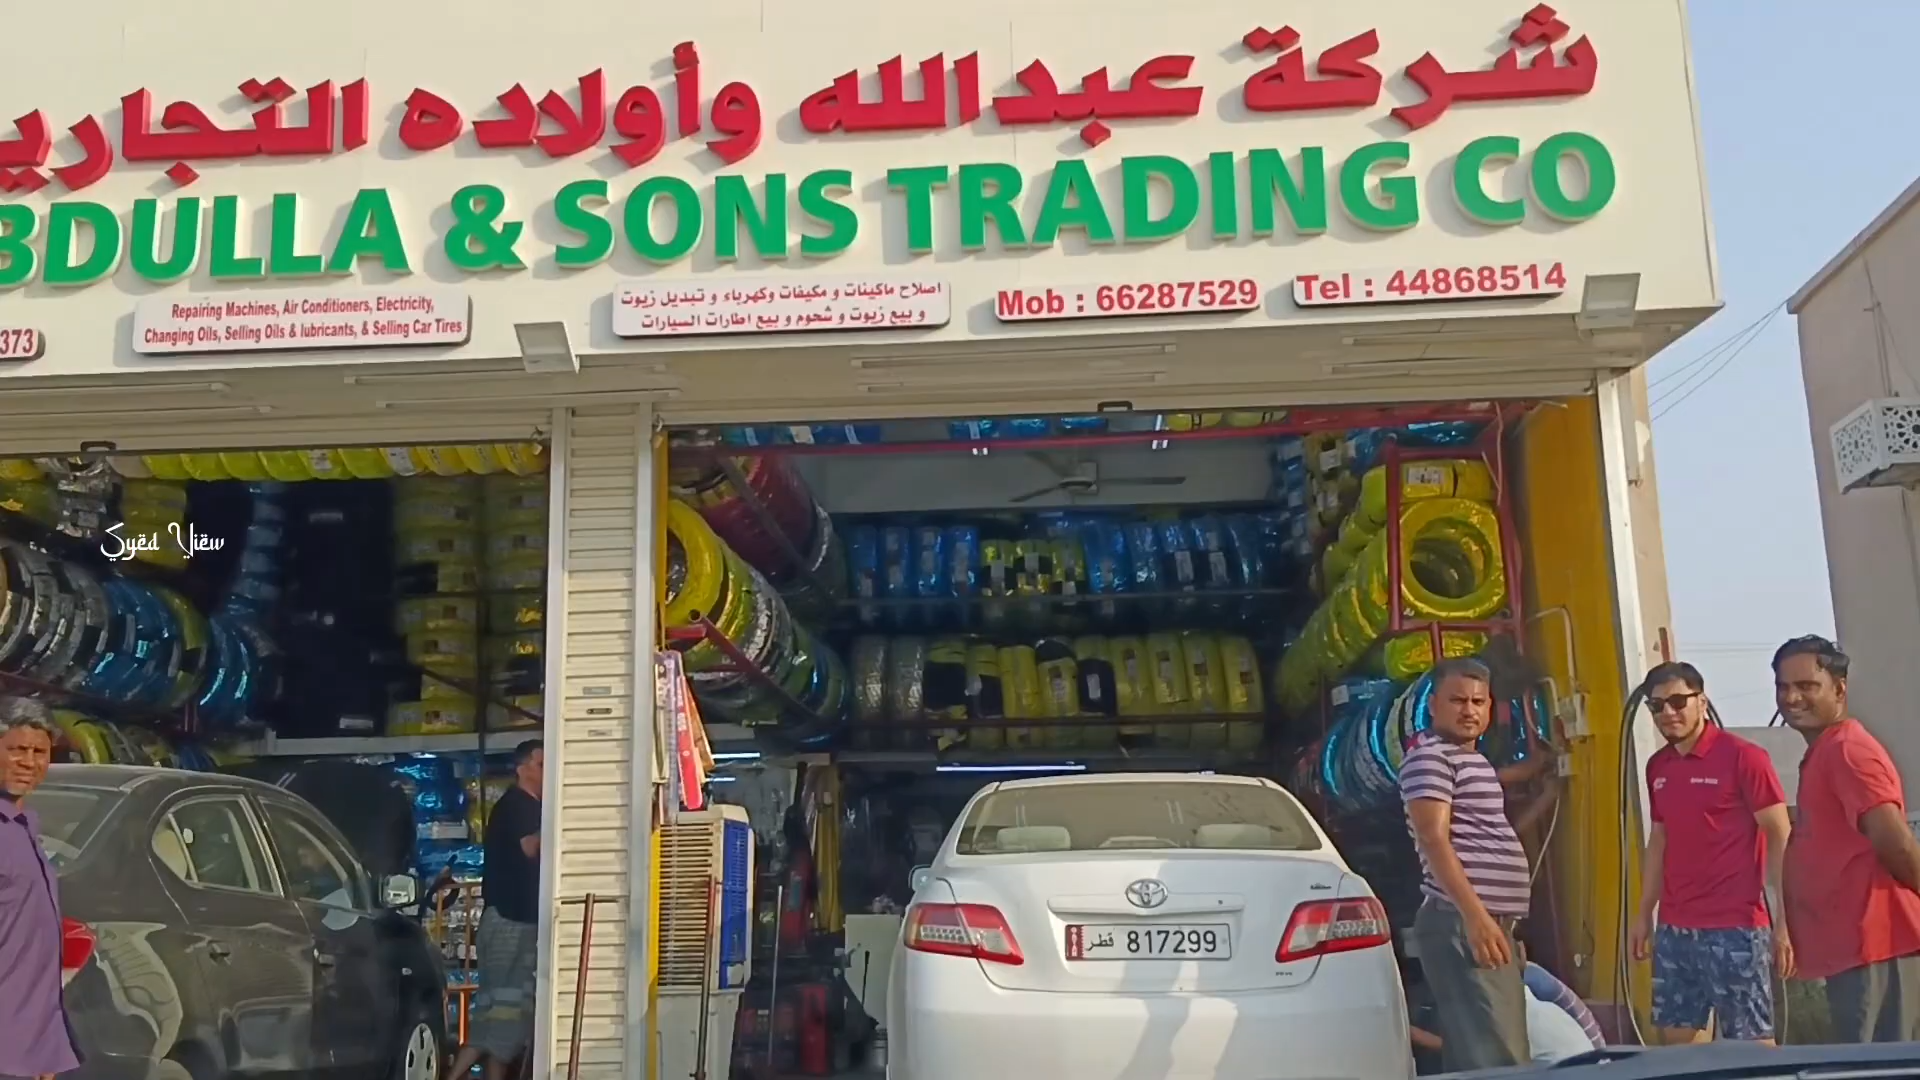 شركة عبدالله وأولاده التجاري
BDULLA & SONS TRADING CO
373
Repairing Machines, Air Conditioners, Electricity,
Changing Oils, Selling Oils & lubricants, & Selling Car Tires
اصلاح ماكينات و مكيفات وكهرباء و تبديل زيوت
و بيع زيوت و شحوم و بيع اطارات السيارات
Mob : 66287529
Tel : 44868514
Syëd Viëw
قطر 817299